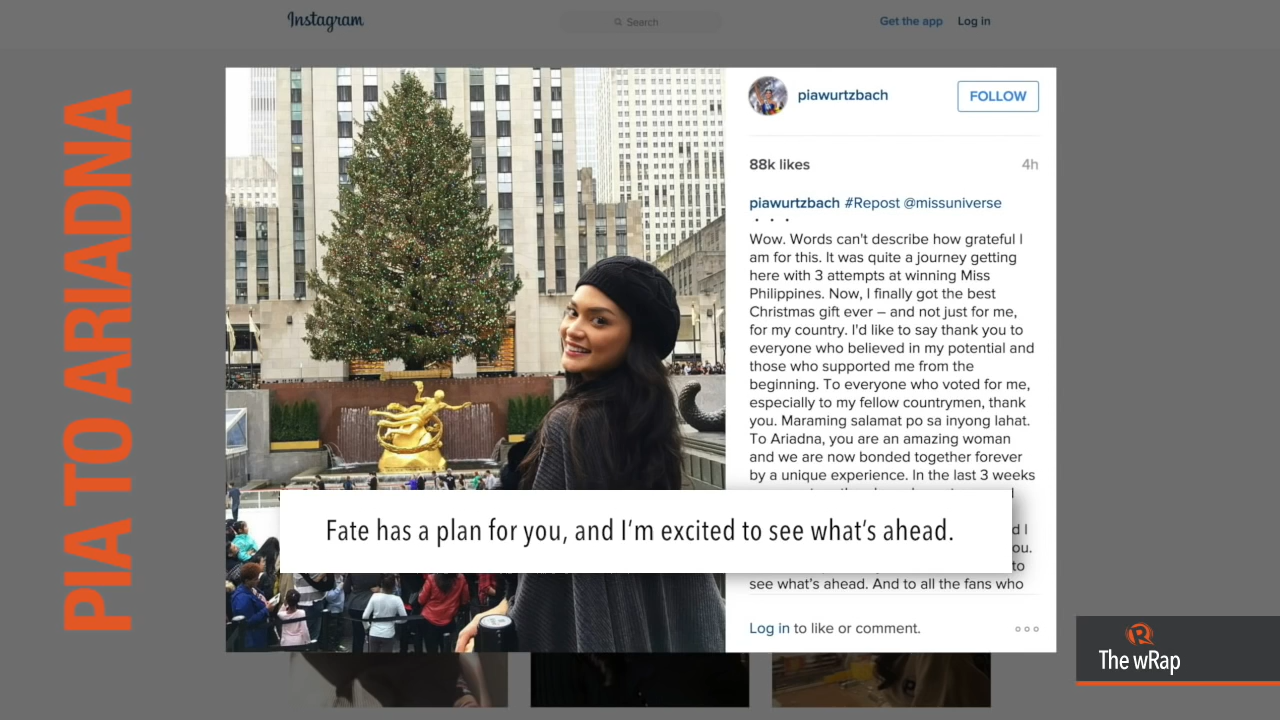 Instagram
Search
Get the app
Log in
PIA TO ARIADNA
piawurtzbach
FOLLOW
88k likes
4h
piawurtzbach #Repost @missuniverse
• • •
Wow. Words can't describe how grateful I
am for this. It was quite a journey getting
here with 3 attempts at winning Miss
Philippines. Now, I finally got the best
Christmas gift ever – and not just for me,
for my country. I'd like to say thank you to
everyone who believed in my potential and
those who supported me from the
beginning. To everyone who voted for me,
especially to my fellow countrymen, thank
you. Maraming salamat po sa inyong lahat.
To Ariadna, you are an amazing woman
and we are now bonded together forever
by a unique experience. In the last 3 weeks
Fate has a plan for you, and I'm excited to see what's ahead.
d I
ou.
to
see what's ahead. And to all the fans who
Log in to like or comment.
The wRap